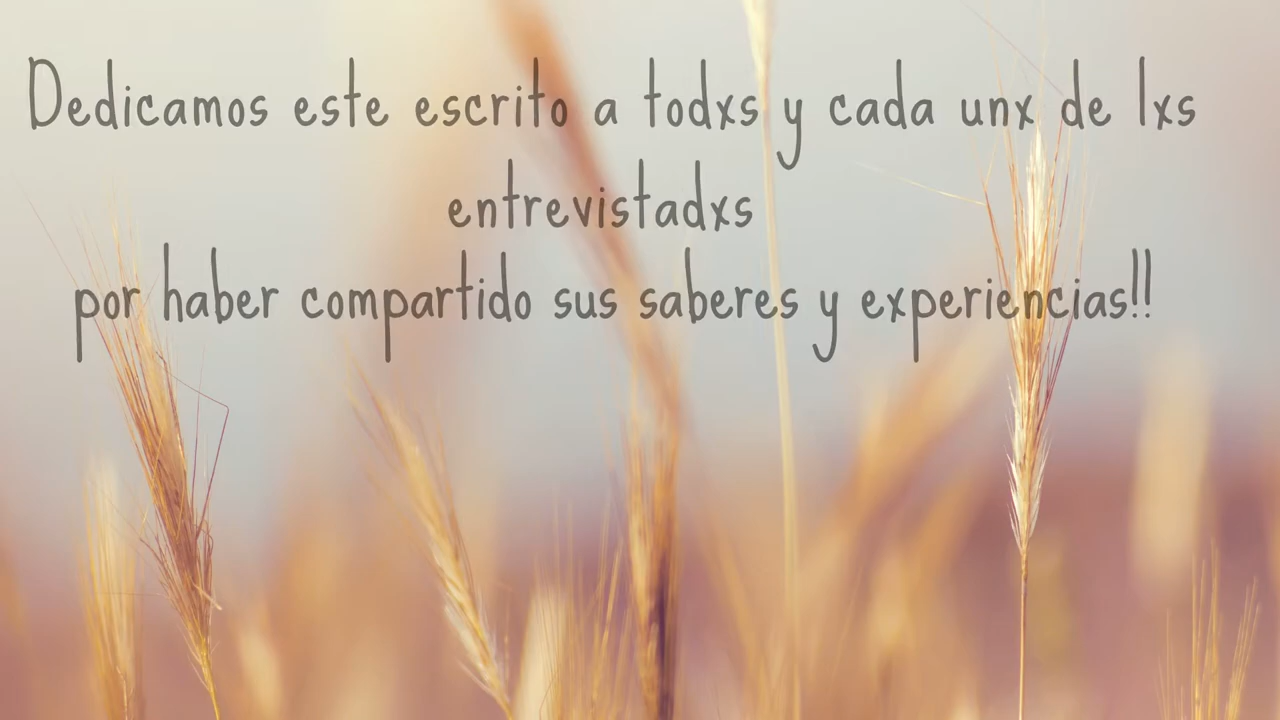 Dedicamos este escrito a todxs y cada unx de lxs
entrevistadxs
por haber compartido sus saberes y experiencias!!